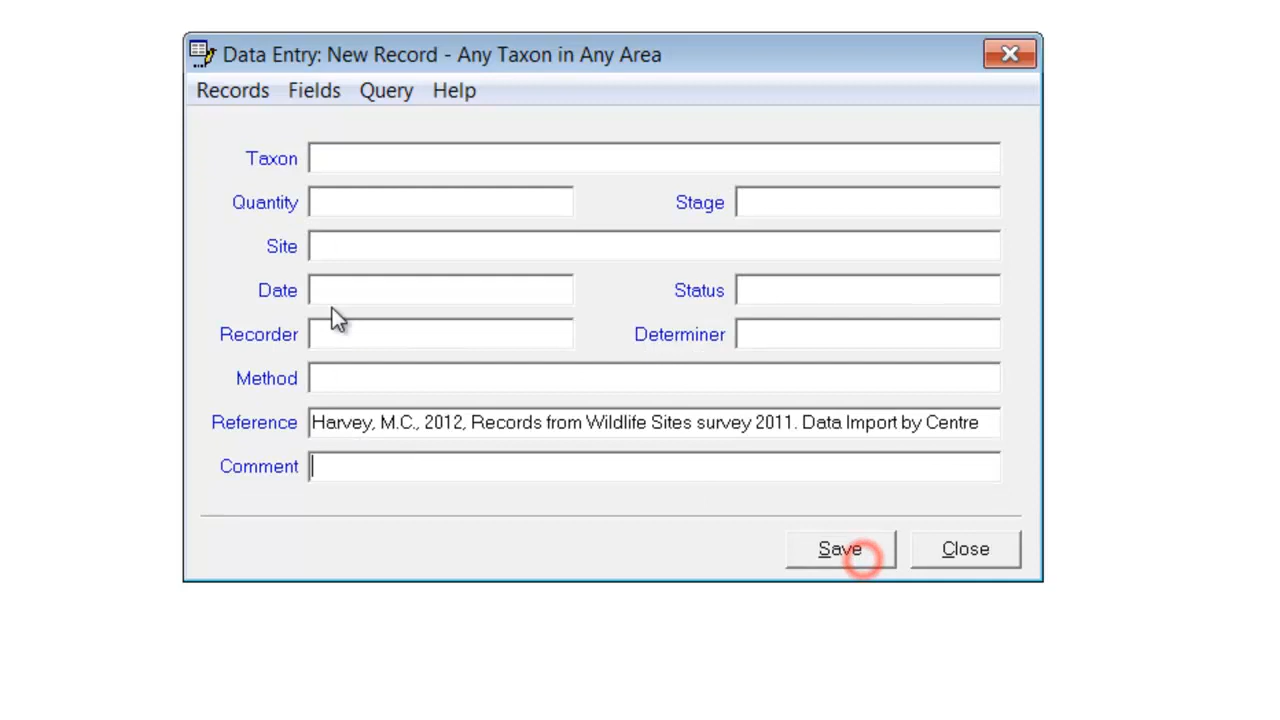 Data Entry: New Record - Any Taxon in Any Area
Records Fields Query Help
Taxon
Quantity Stage
Site
Date Status
Recorder Determiner
Method
Reference Harvey, M.C., 2012, Records from Wildlife Sites survey 2011. Data Import by Centre
Comment
Save Close